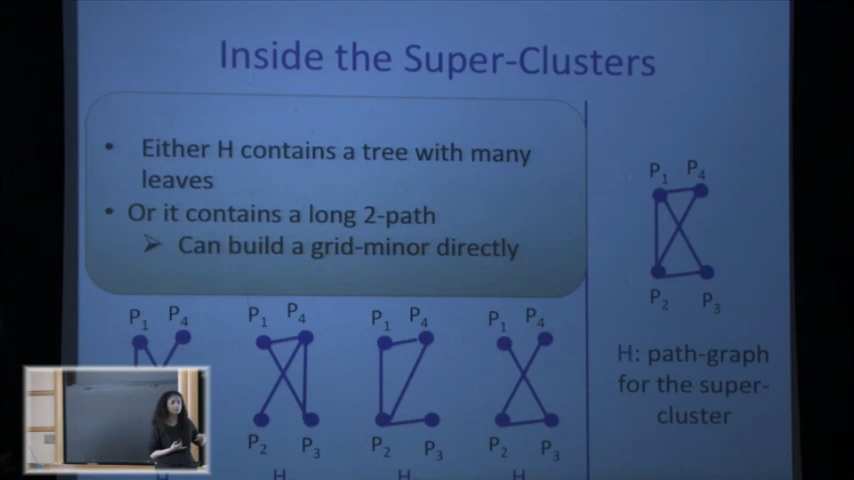 Inside the Super-Clusters
• Either H contains a tree with many
leaves
• Or it contains a long 2-path
➢ Can build a grid-minor directly
P1 P4
P2 P3
H: path-graph
for the super-
cluster
P1 P4 P1 P4 P1 P4 P1 P4
P2 P3 P2 P3 P2 P3